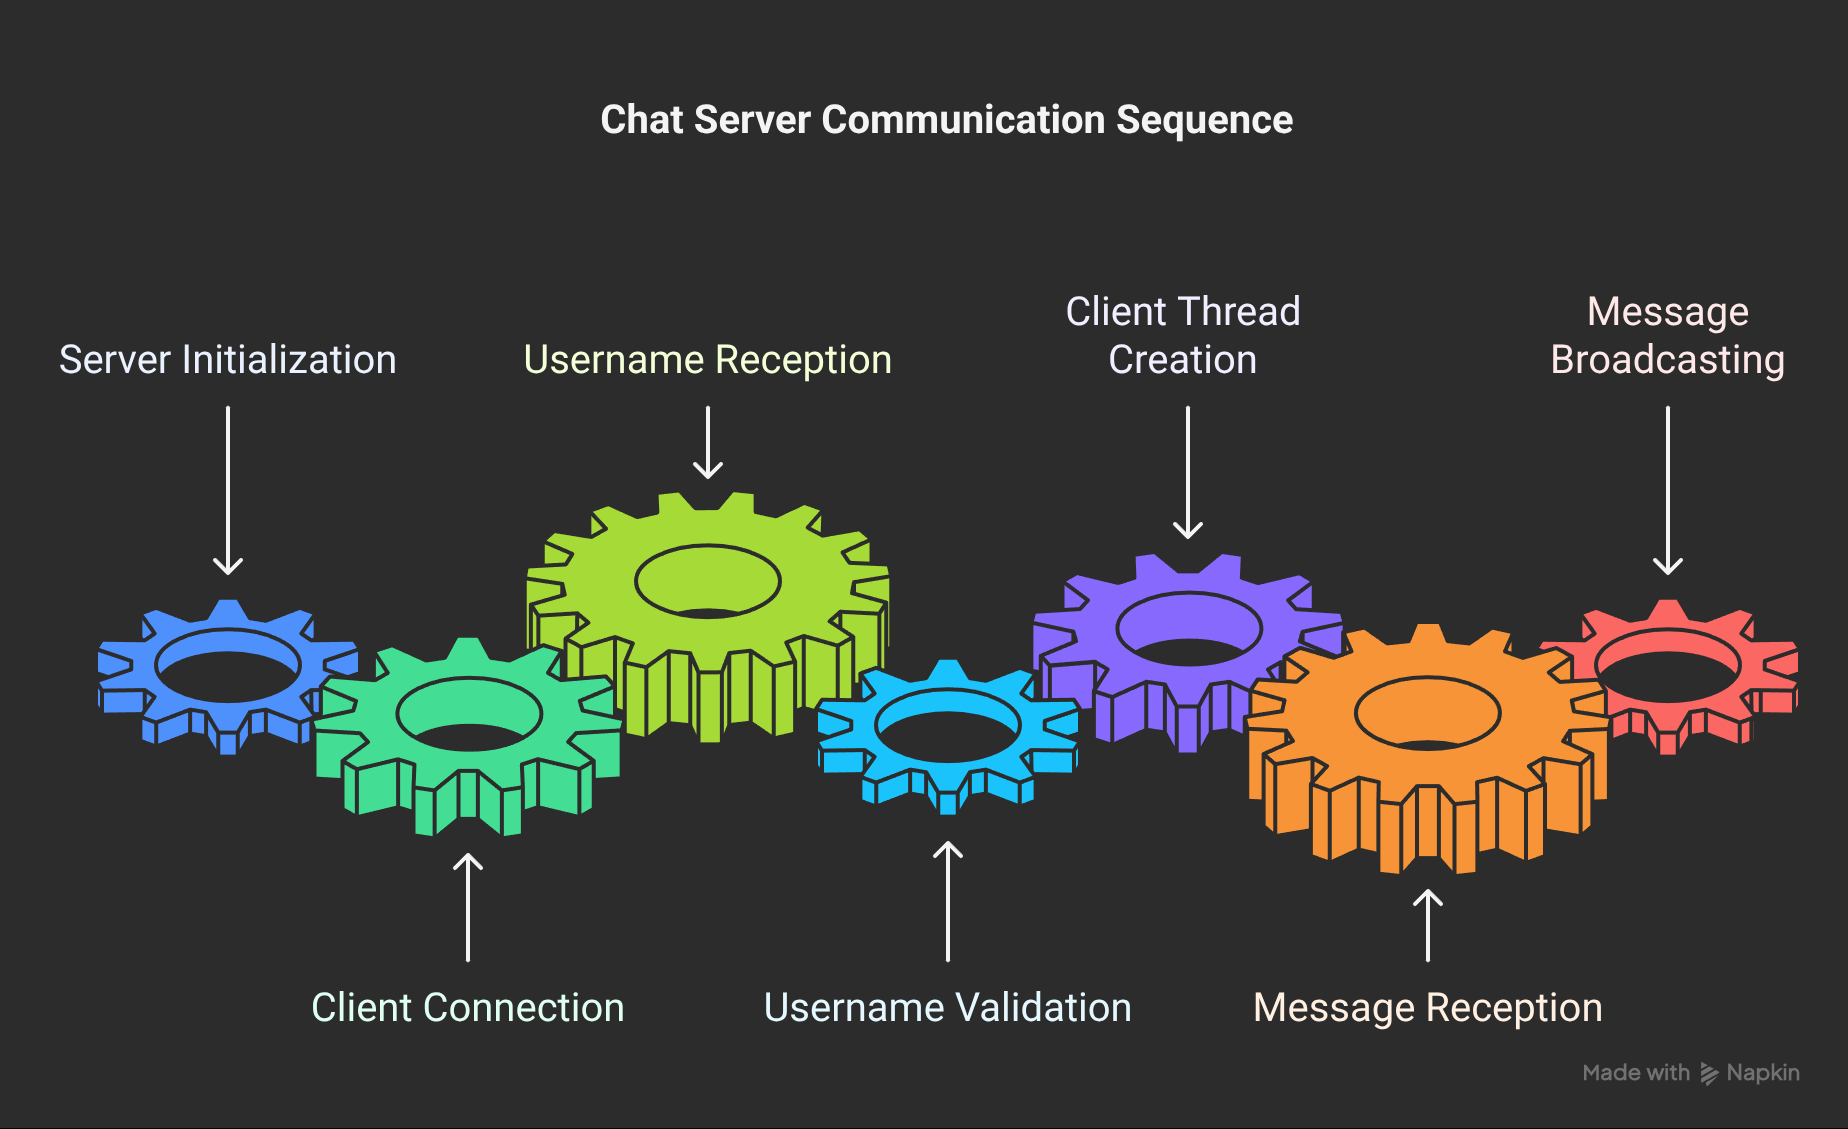 Chat Server Communication Sequence
Server Initialization
Username Reception
Client Thread
Creation
Message
Broadcasting
Client Connection
Username Validation
Message Reception
Made with Napkin